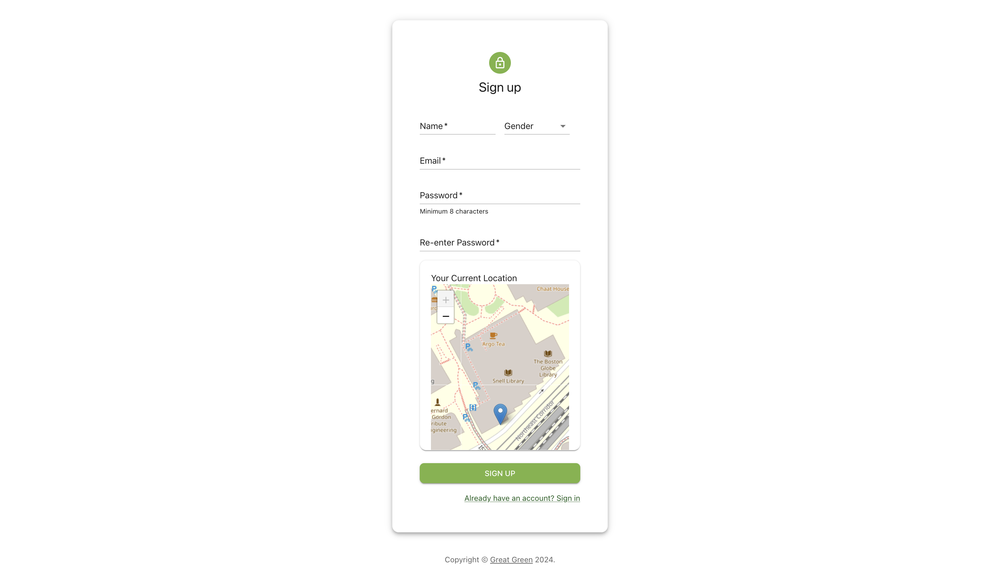 Sign up
Name *
Gender
Email *
Password *
Minimum 8 characters
Re-enter Password *
Your Current Location
P
Chaat House
+
−
Argo Tea
P
The Boston
Globe
Library
Snell Library
P
ernard
Gordon
ribute
gineering
P
Northeast Corridor
SIGN UP
Already have an account? Sign in
Copyright © Great Green 2024.